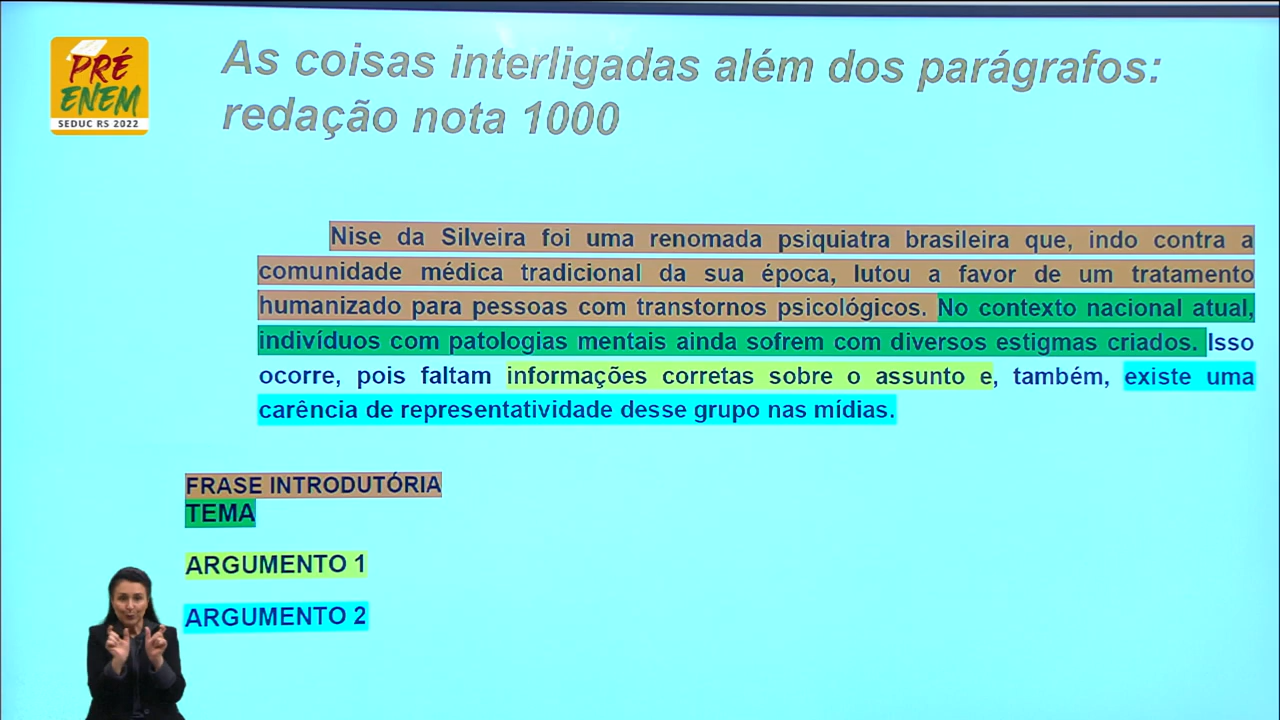 PRÉ
ENEM
SEDUC RS 2022
As coisas interligadas além dos parágrafos:
redação nota 1000
Nise da Silveira foi uma renomada psiquiatra brasileira que, indo contra a
comunidade médica tradicional da sua época, lutou a favor de um tratamento
humanizado para pessoas com transtornos psicológicos. No contexto nacional atual,
indivíduos com patologias mentais ainda sofrem com diversos estigmas criados. Isso
ocorre, pois faltam informações corretas sobre o assunto e, também, existe uma
carência de representatividade desse grupo nas mídias.
FRASE INTRODUTÓRIA
TEMA
ARGUMENTO 1
ARGUMENTO 2